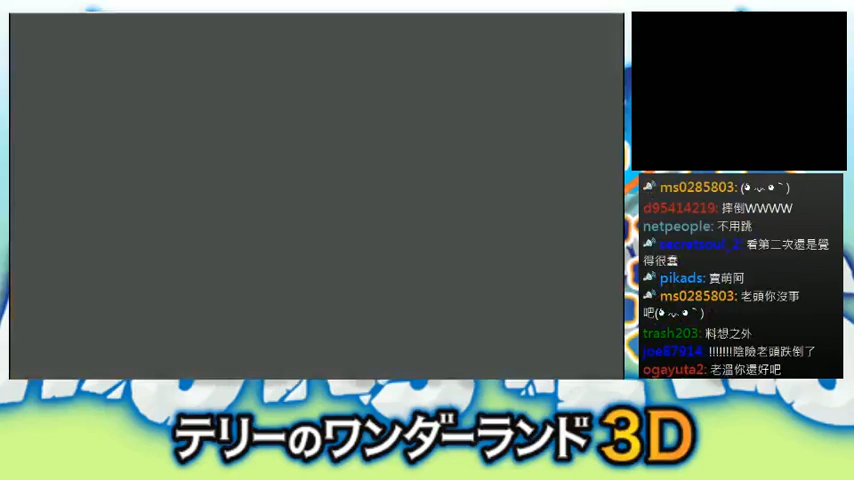 ms0285803: (◕ ︿ ◕｀)
d95414219: 摔倒WWWW
netpeople: 不用跳
secretsoul_2: 看第二次還是覺
得很蠢
pikads: 賣萌阿
ms0285803: 老頭你沒事
吧(◕ ︿ ◕｀)
trash203: 料想之外
joe87914: !!!!!!!陰險老頭跌倒了
ogayuta2: 老溫你還好吧
テリーのワンダーランド3D